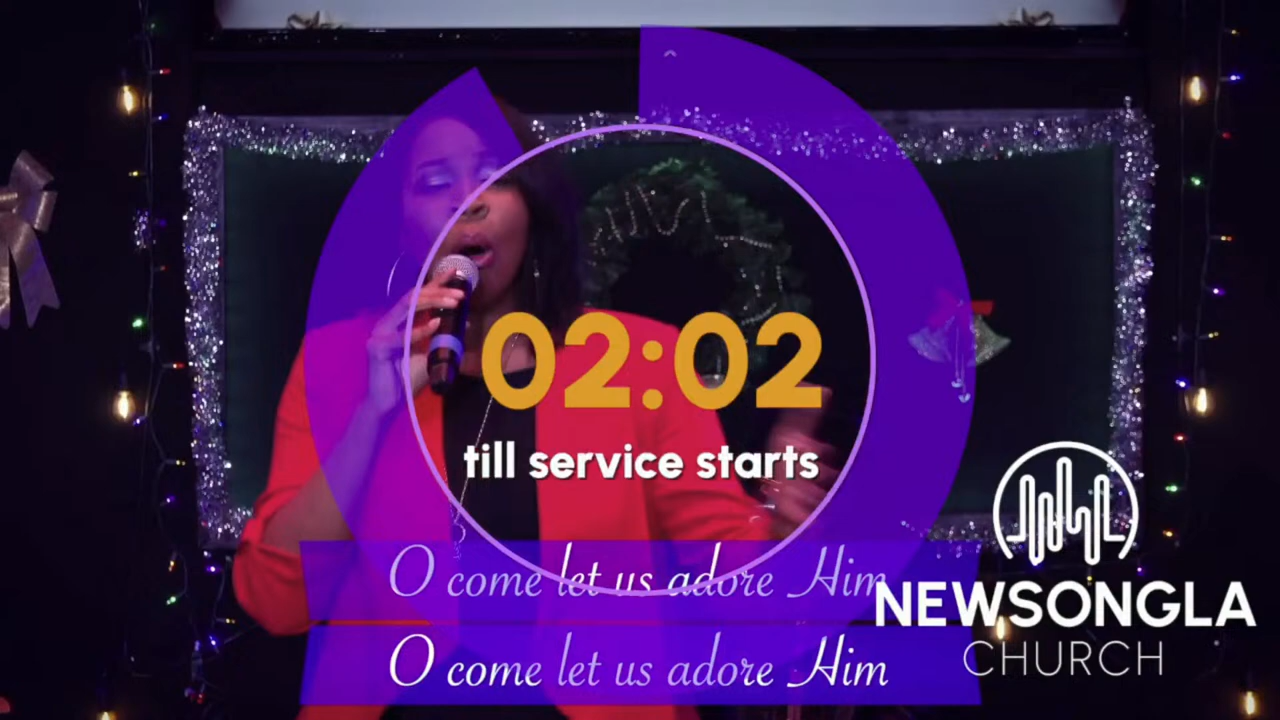 02:02
till service starts
O come let us adore Him
O come let us adore Him
NEWSONGLA
CHURCH